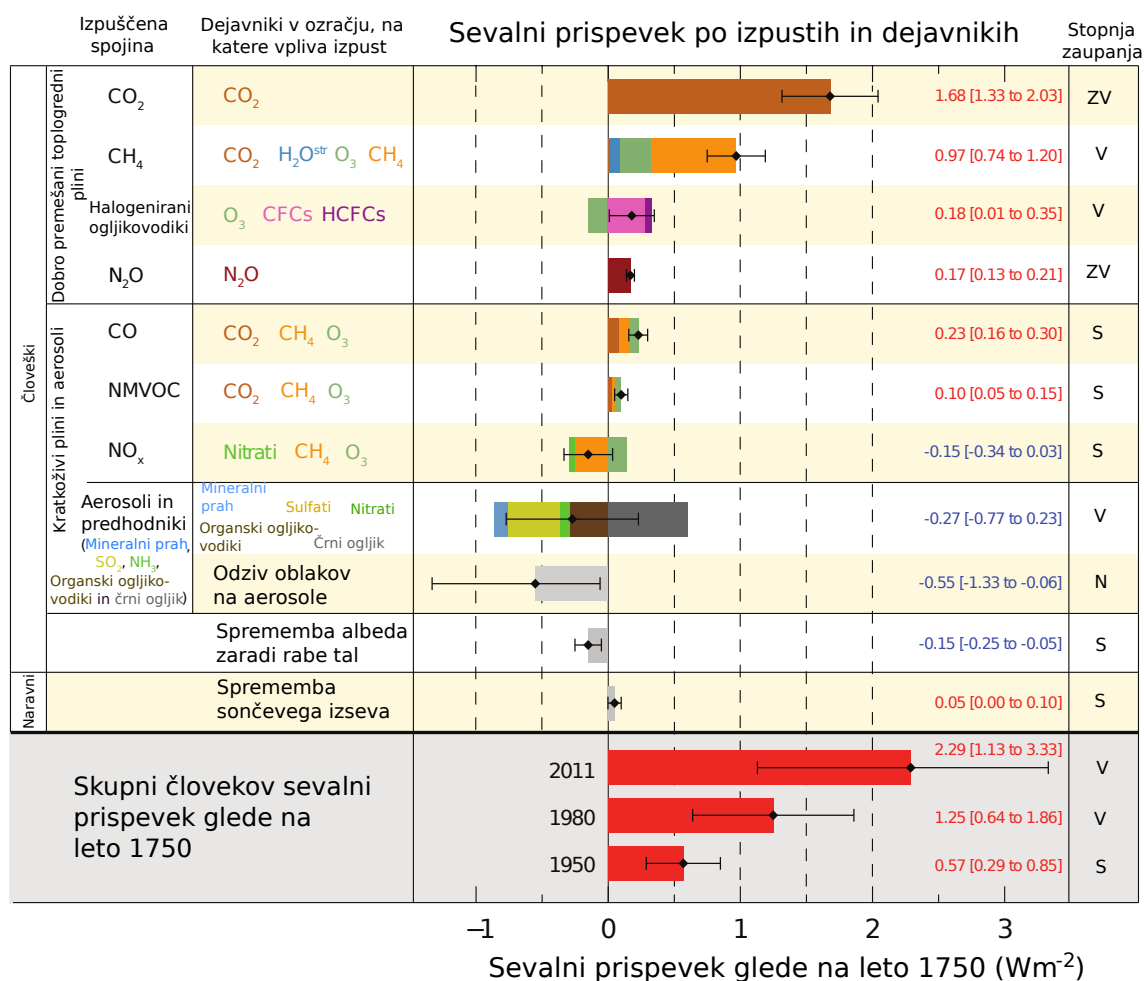 Izpuščena
spojina
Dejavniki v ozračju, na
katere vpliva izpust
Sevalni prispevek po izpustih in dejavnikih
Stopnja
zaupanja
Človeški
Dobro premešani toplogredni
plini
CO₂
CO₂
1.68 [1.33 to 2.03]
ZV
CH₄
CO₂ H₂Oˢᵗʳ O₃ CH₄
0.97 [0.74 to 1.20]
V
Halogenirani
ogljikovodiki
O₃ CFCs HCFCs
0.18 [0.01 to 0.35]
V
N₂O
N₂O
0.17 [0.13 to 0.21]
ZV
Kratkoživi plini in aerosoli
CO
CO₂ CH₄ O₃
0.23 [0.16 to 0.30]
S
NMVOC
CO₂ CH₄ O₃
0.10 [0.05 to 0.15]
S
NOₓ
Nitrati CH₄ O₃
-0.15 [-0.34 to 0.03]
S
Aerosoli in
predhodniki
(Mineralni prah,
SO₂, NH₃,
Organski ogljiko-
vodiki in črni ogljik)
Mineralni
prah
Sulfati
Nitrati
Organski ogljiko-
vodiki
Črni ogljik
-0.27 [-0.77 to 0.23]
V
Odziv oblakov
na aerosole
-0.55 [-1.33 to -0.06]
N
Sprememba albeda
zaradi rabe tal
-0.15 [-0.25 to -0.05]
S
Naravni
Sprememba
sončevega izseva
0.05 [0.00 to 0.10]
S
Skupni človekov sevalni
prispevek glede na
leto 1750
2011
2.29 [1.13 to 3.33]
V
1980
1.25 [0.64 to 1.86]
V
1950
0.57 [0.29 to 0.85]
S
−1 0 1 2 3
Sevalni prispevek glede na leto 1750 (Wm⁻²)